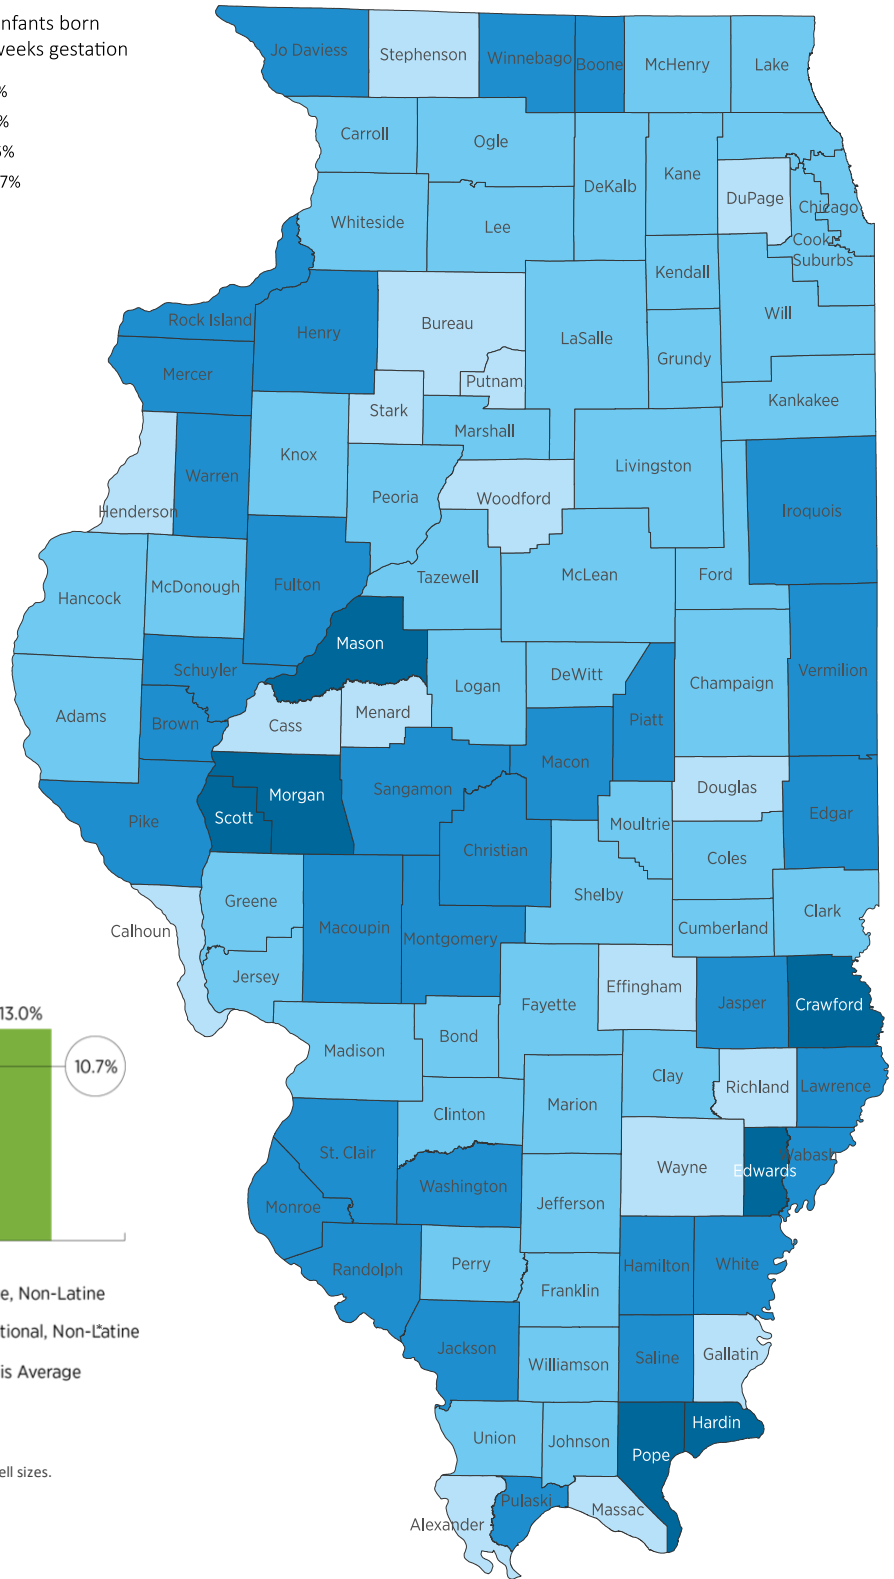 nfants born
weeks gestation
%
%
5%
7%
Jo Daviess
Stephenson
Winnebago
Boone
McHenry
Lake
Carroll
Ogle
DeKalb
Kane
DuPage
Chicago
Cook
Suburbs
Whiteside
Lee
Kendall
Will
Rock Island
Henry
Bureau
LaSalle
Grundy
Mercer
Putnam
Stark
Kankakee
Marshall
Knox
Warren
Peoria
Livingston
Woodford
Henderson
Iroquois
Hancock
McDonough
Fulton
Tazewell
McLean
Ford
Mason
Schuyler
Logan
DeWitt
Champaign
Vermilion
Adams
Brown
Cass
Menard
Piatt
Macon
Pike
Scott
Morgan
Sangamon
Douglas
Moultrie
Edgar
Christian
Coles
Shelby
Greene
Clark
Calhoun
Macoupin
Montgomery
Cumberland
Jersey
Fayette
Effingham
Jasper
Crawford
13.0%
10.7%
Madison
Bond
Clay
Richland
Lawrence
Clinton
Marion
St. Clair
Wayne
Edwards
Wabash
Washington
Monroe
Jefferson
Randolph
Perry
Hamilton
White
Franklin
e, Non-Latine
tional, Non-L*atine
is Average
Jackson
Williamson
Saline
Gallatin
Union
Johnson
Pope
Hardin
ell sizes.
Alexander
Pulaski
Massac